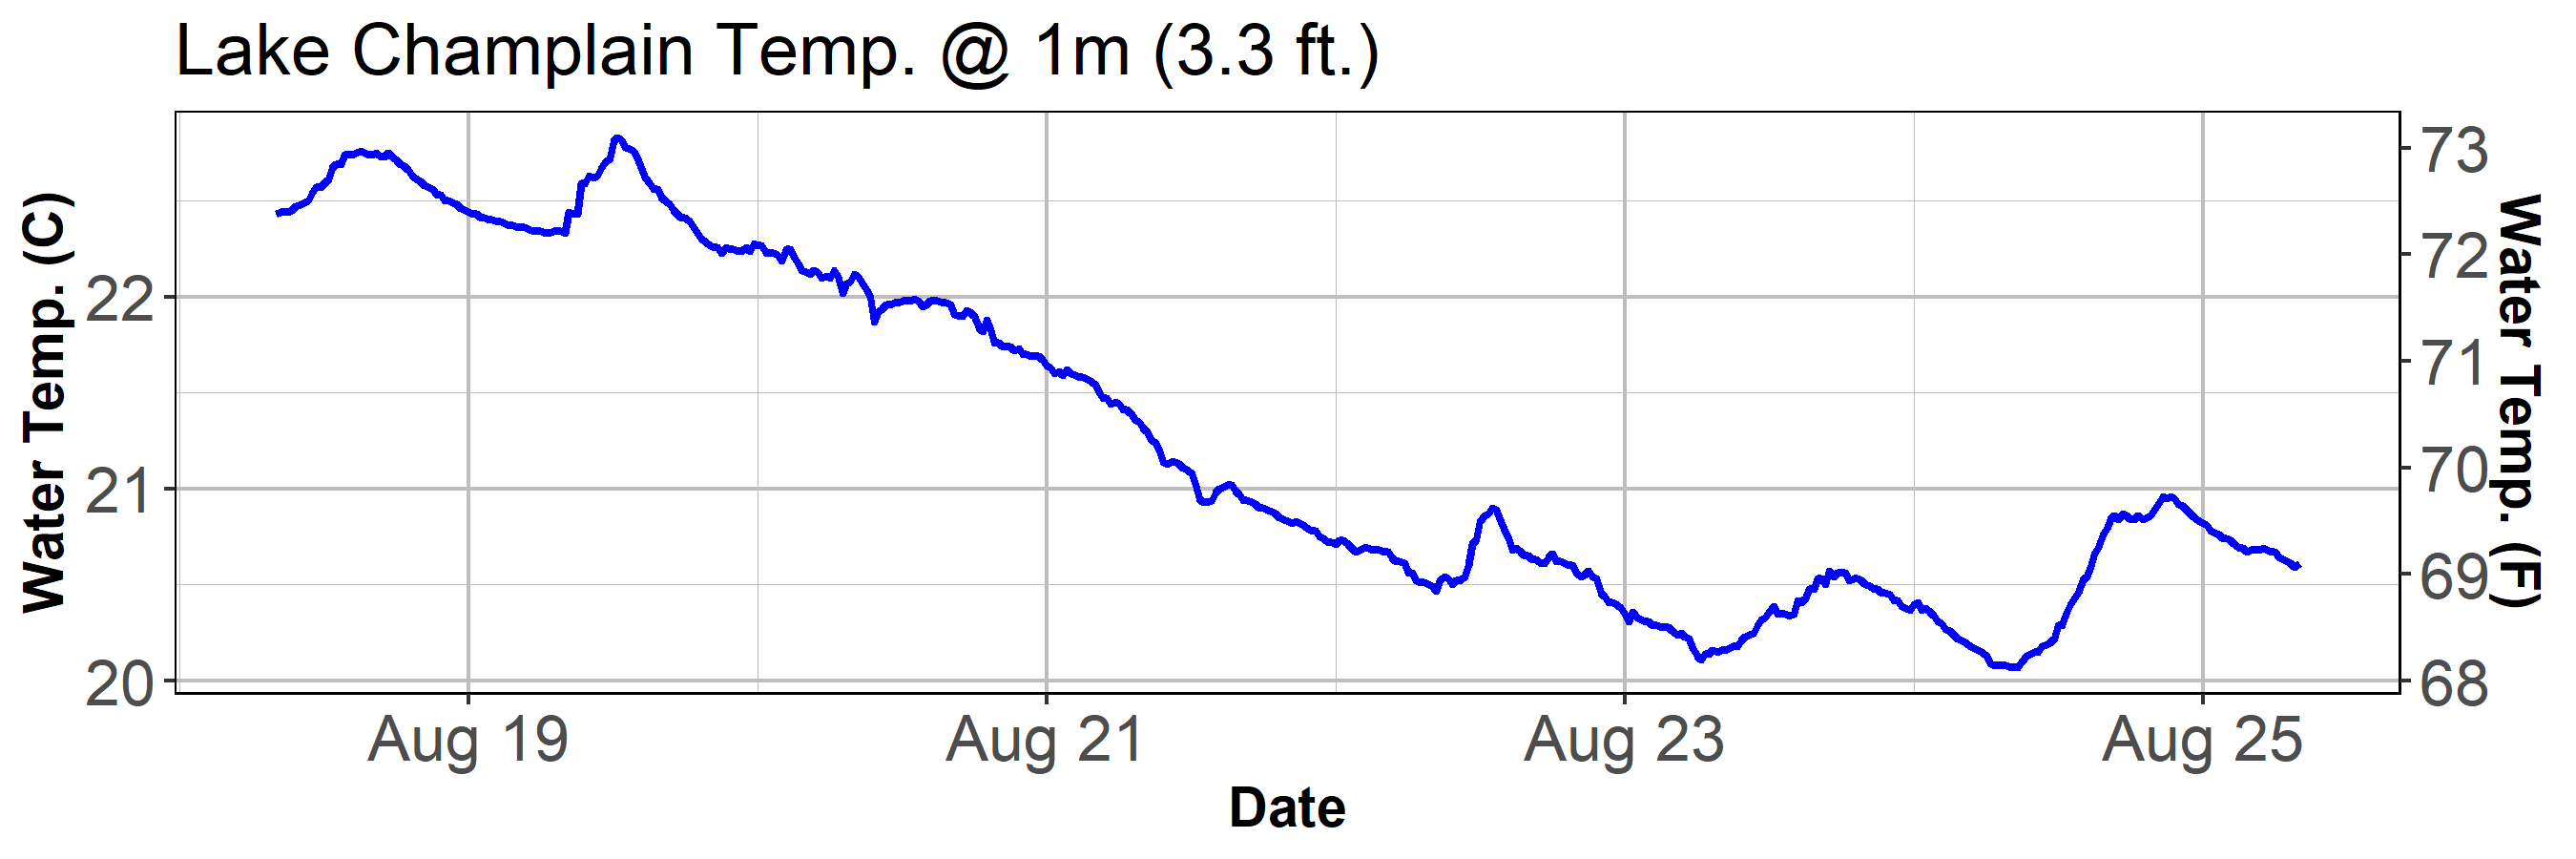 Lake Champlain Temp. @ 1m (3.3 ft.)
Water Temp. (C)
22
21
20
73
72
71
70
69
68
Water Temp. (F)
Aug 19
Aug 21
Aug 23
Aug 25
Date